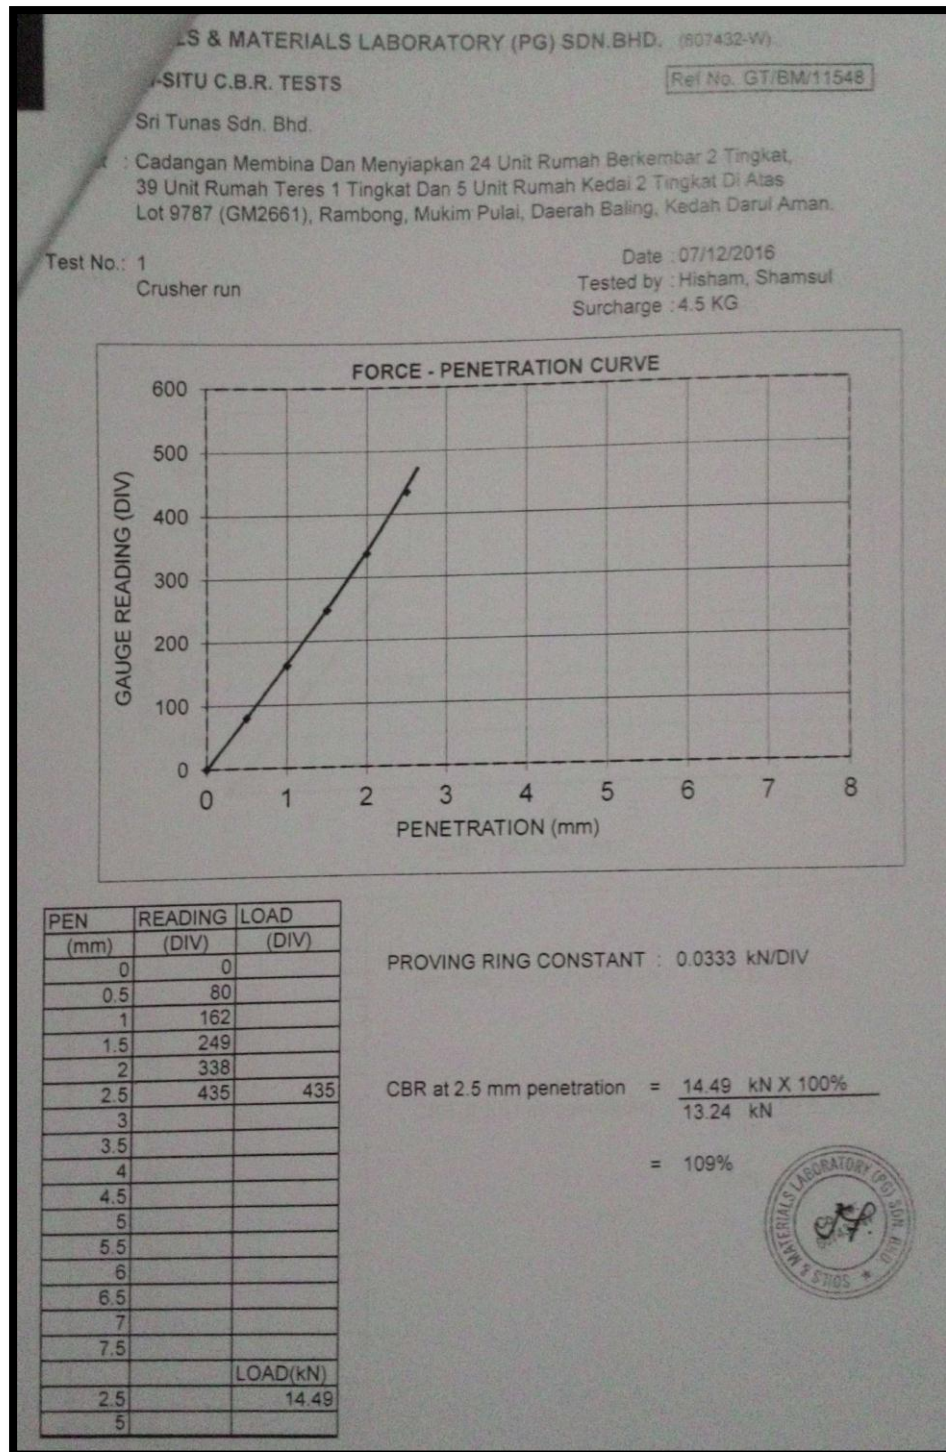 LS & MATERIALS LABORATORY (PG) SDN.BHD. (607432-W)
-SITU C.B.R. TESTS
Ref No. GT/BM/11548
Sri Tunas Sdn. Bhd.
: Cadangan Membina Dan Menyiapkan 24 Unit Rumah Berkembar 2 Tingkat,
39 Unit Rumah Teres 1 Tingkat Dan 5 Unit Rumah Kedai 2 Tingkat Di Atas
Lot 9787 (GM2661), Rambong, Mukim Pulai, Daerah Baling, Kedah Darul Aman.
Test No.: 1
Crusher run
Date : 07/12/2016
Tested by : Hisham, Shamsul
Surcharge : 4.5 KG
FORCE - PENETRATION CURVE
GAUGE READING (DIV)
600
500
400
300
200
100
0
0 1 2 3 4 5 6 7 8
PENETRATION (mm)
PEN READING LOAD
(mm) (DIV) (DIV)
0 0
0.5 80
1 162
1.5 249
2 338
2.5 435 435
3
3.5
4
4.5
5
5.5
6
6.5
7
7.5
LOAD(kN)
2.5 14.49
5
PROVING RING CONSTANT : 0.0333 kN/DIV
CBR at 2.5 mm penetration = 14.49 kN X 100%
13.24 kN
= 109%
SOILS & MATERIALS LABORATORY (PG) SDN. BHD.